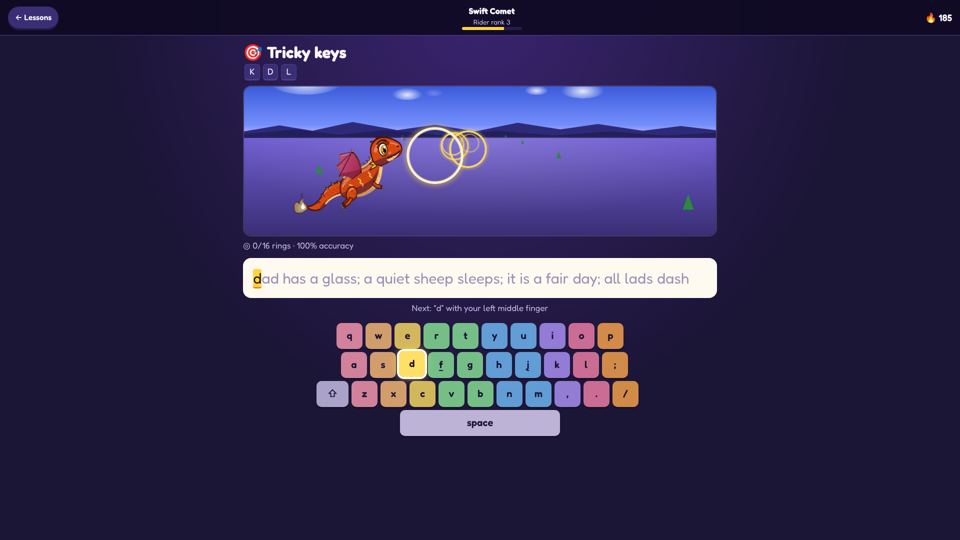 ← Lessons
Swift Comet
Rider rank 3
🔥 185
🎯 Tricky keys
K D L
◎ 0/16 rings · 100% accuracy
dad has a glass; a quiet sheep sleeps; it is a fair day; all lads dash
Next: "d" with your left middle finger
q w e r t y u i o p
a s d f g h j k l ;
⇧ z x c v b n m , . /
space